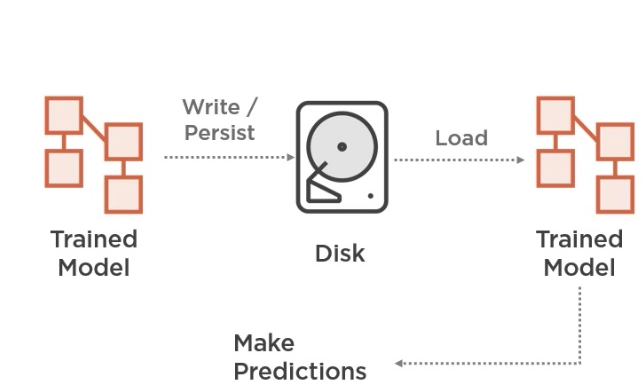 Write /
Persist
Load
Trained
Model
Disk
Trained
Model
Make
Predictions